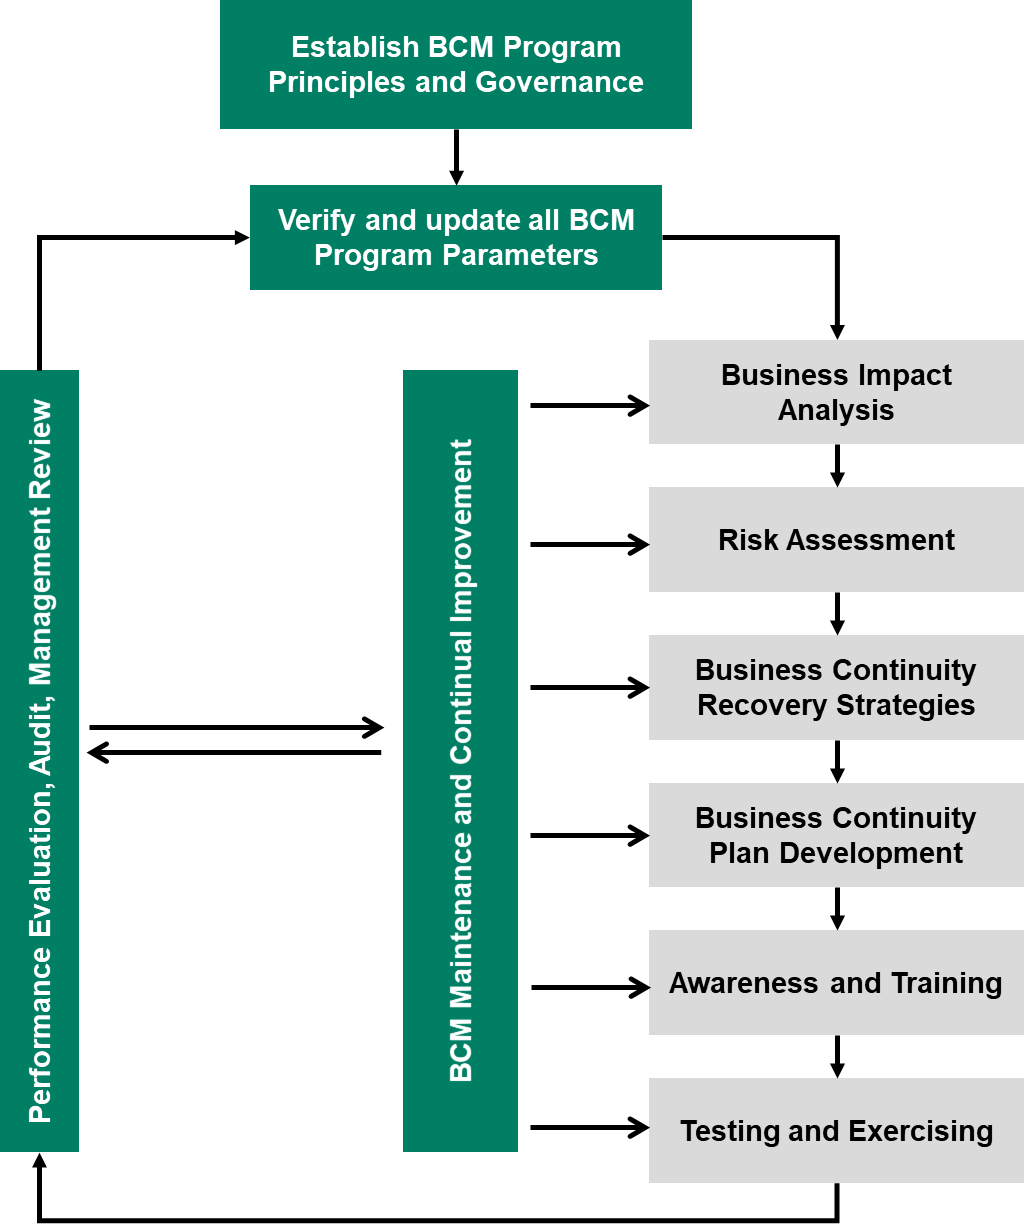 Establish BCM Program
Principles and Governance
Verify and update all BCM
Program Parameters
Performance Evaluation, Audit, Management Review
BCM Maintenance and Continual Improvement
Business Impact
Analysis
Risk Assessment
Business Continuity
Recovery Strategies
Business Continuity
Plan Development
Awareness and Training
Testing and Exercising